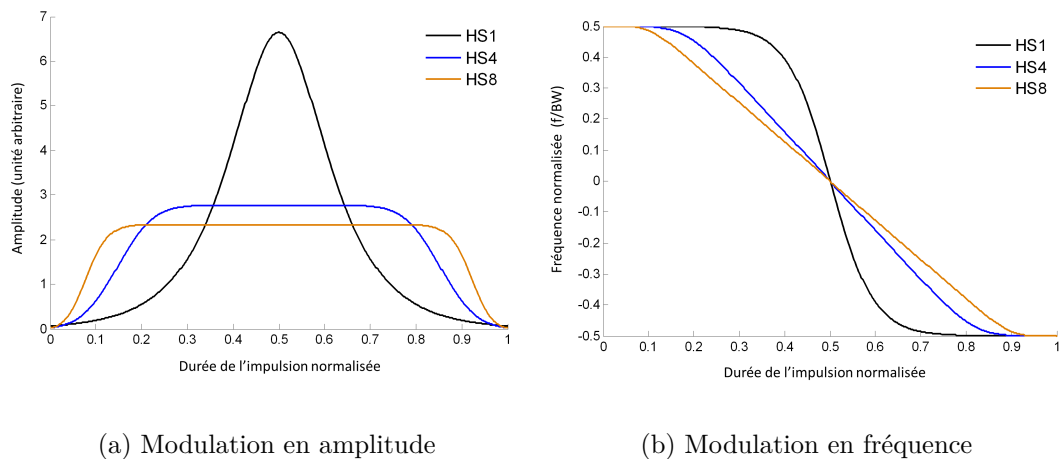 7
6
5
4
3
2
1
0
0 0.1 0.2 0.3 0.4 0.5 0.6 0.7 0.8 0.9 1
Amplitude (unité arbitraire)
Durée de l'impulsion normalisée
HS1
HS4
HS8
(a) Modulation en amplitude
0.5
0.4
0.3
0.2
0.1
0
-0.1
-0.2
-0.3
-0.4
-0.5
0 0.1 0.2 0.3 0.4 0.5 0.6 0.7 0.8 0.9 1
Fréquence normalisée (f/BW)
Durée de l'impulsion normalisée
HS1
HS4
HS8
(b) Modulation en fréquence